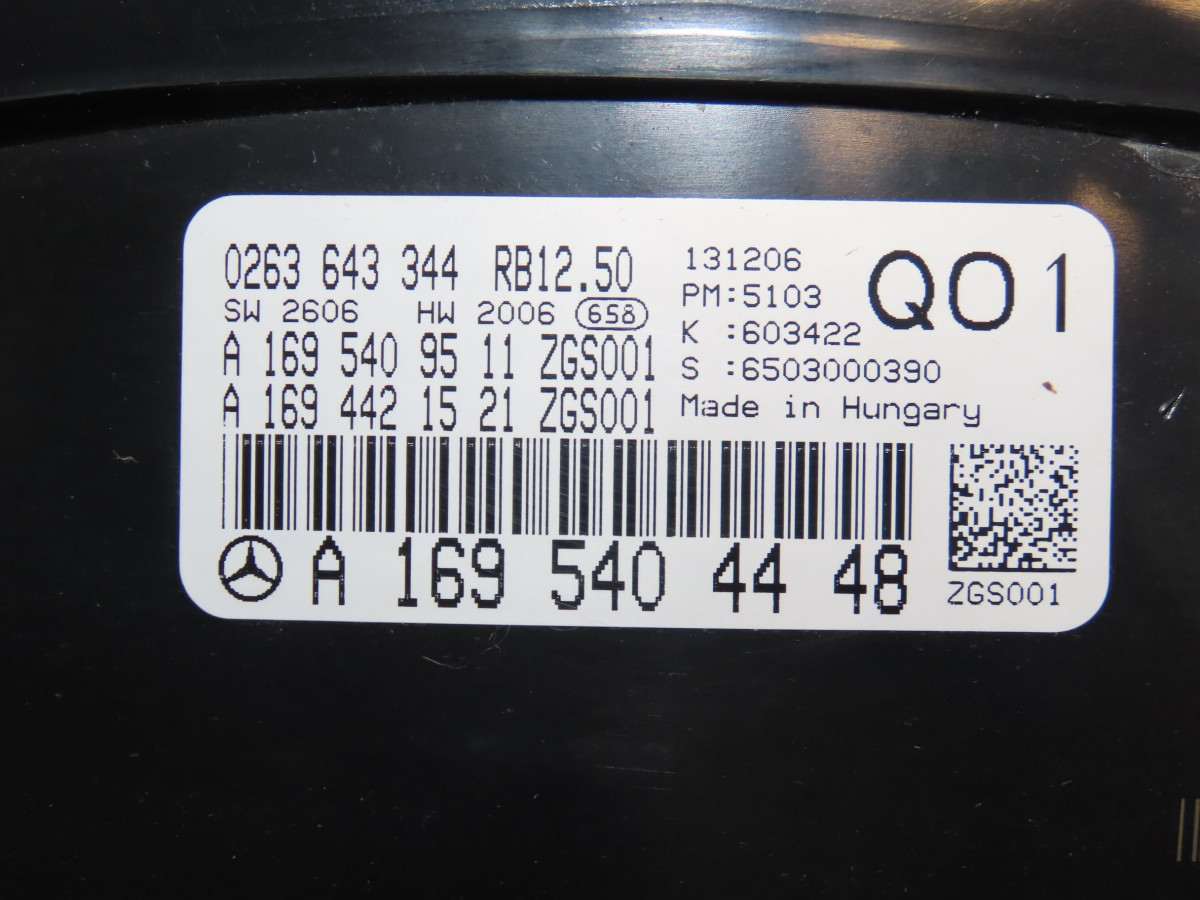 0263 643 344 RB12.50
SW 2606 HW 2006 658
A 169 540 95 11 ZGS001
A 169 442 15 21 ZGS001
131206
PM:5103
K :603422
S :6503000390
Made in Hungary
Q01
A 169 540 44 48
ZGS001